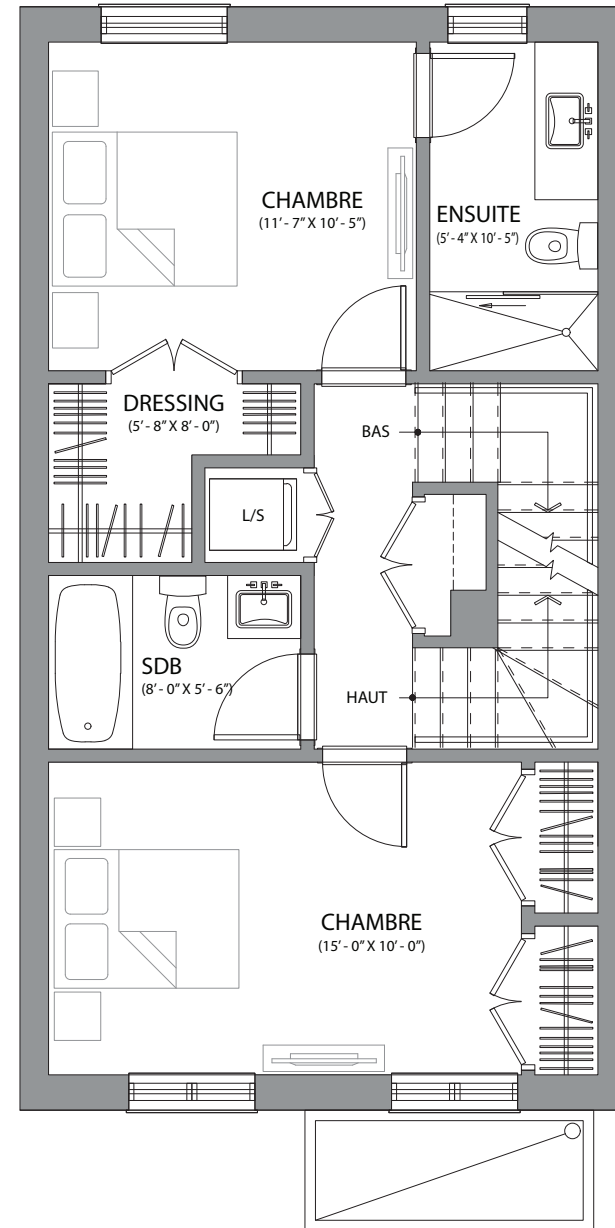 CHAMBRE
(11' - 7" X 10' - 5")
ENSUITE
(5' - 4" X 10' - 5")
DRESSING
(5' - 8" X 8' - 0")
BAS
L/S
SDB
(8' - 0" X 5' - 6")
HAUT
CHAMBRE
(15' - 0" X 10' - 0")